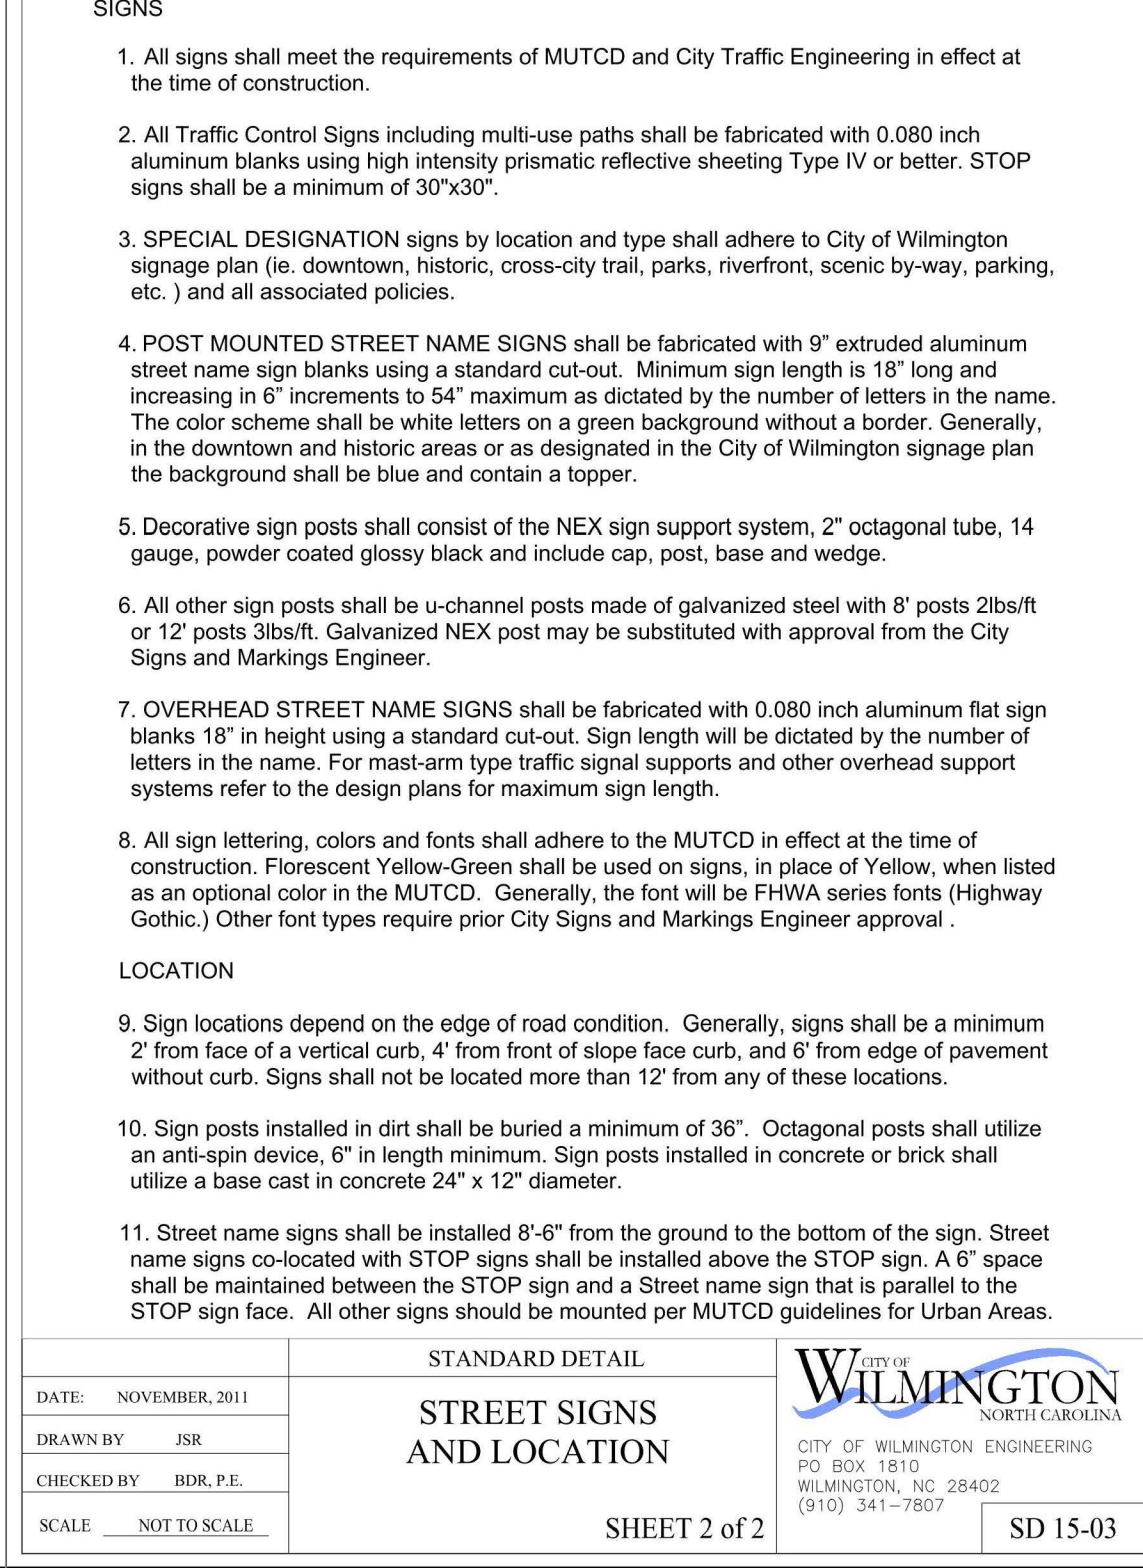 SIGNS
1. All signs shall meet the requirements of MUTCD and City Traffic Engineering in effect at
the time of construction.
2. All Traffic Control Signs including multi-use paths shall be fabricated with 0.080 inch
aluminum blanks using high intensity prismatic reflective sheeting Type IV or better. STOP
signs shall be a minimum of 30"x30".
3. SPECIAL DESIGNATION signs by location and type shall adhere to City of Wilmington
signage plan (ie. downtown, historic, cross-city trail, parks, riverfront, scenic by-way, parking,
etc. ) and all associated policies.
4. POST MOUNTED STREET NAME SIGNS shall be fabricated with 9” extruded aluminum
street name sign blanks using a standard cut-out.  Minimum sign length is 18” long and
increasing in 6” increments to 54” maximum as dictated by the number of letters in the name.
The color scheme shall be white letters on a green background without a border. Generally,
in the downtown and historic areas or as designated in the City of Wilmington signage plan
the background shall be blue and contain a topper.
5. Decorative sign posts shall consist of the NEX sign support system, 2" octagonal tube, 14
gauge, powder coated glossy black and include cap, post, base and wedge.
6. All other sign posts shall be u-channel posts made of galvanized steel with 8' posts 2lbs/ft
or 12' posts 3lbs/ft. Galvanized NEX post may be substituted with approval from the City
Signs and Markings Engineer.
7. OVERHEAD STREET NAME SIGNS shall be fabricated with 0.080 inch aluminum flat sign
blanks 18” in height using a standard cut-out. Sign length will be dictated by the number of
letters in the name. For mast-arm type traffic signal supports and other overhead support
systems refer to the design plans for maximum sign length.
8. All sign lettering, colors and fonts shall adhere to the MUTCD in effect at the time of
construction. Florescent Yellow-Green shall be used on signs, in place of Yellow, when listed
as an optional color in the MUTCD.  Generally, the font will be FHWA series fonts (Highway
Gothic.) Other font types require prior City Signs and Markings Engineer approval .
LOCATION
9. Sign locations depend on the edge of road condition.  Generally, signs shall be a minimum
2' from face of a vertical curb, 4' from front of slope face curb, and 6' from edge of pavement
without curb. Signs shall not be located more than 12' from any of these locations.
10. Sign posts installed in dirt shall be buried a minimum of 36”.  Octagonal posts shall utilize
an anti-spin device, 6" in length minimum. Sign posts installed in concrete or brick shall
utilize a base cast in concrete 24" x 12" diameter.
11. Street name signs shall be installed 8'-6" from the ground to the bottom of the sign. Street
name signs co-located with STOP signs shall be installed above the STOP sign. A 6” space
shall be maintained between the STOP sign and a Street name sign that is parallel to the
STOP sign face.  All other signs should be mounted per MUTCD guidelines for Urban Areas.
DATE: NOVEMBER, 2011
DRAWN BY JSR
CHECKED BY BDR, P.E.
SCALE NOT TO SCALE
STANDARD DETAIL
STREET SIGNS
AND LOCATION
SHEET 2 of 2
CITY OF
WILMINGTON
NORTH CAROLINA
CITY OF WILMINGTON ENGINEERING
PO BOX 1810
WILMINGTON, NC 28402
(910) 341-7807
SD 15-03